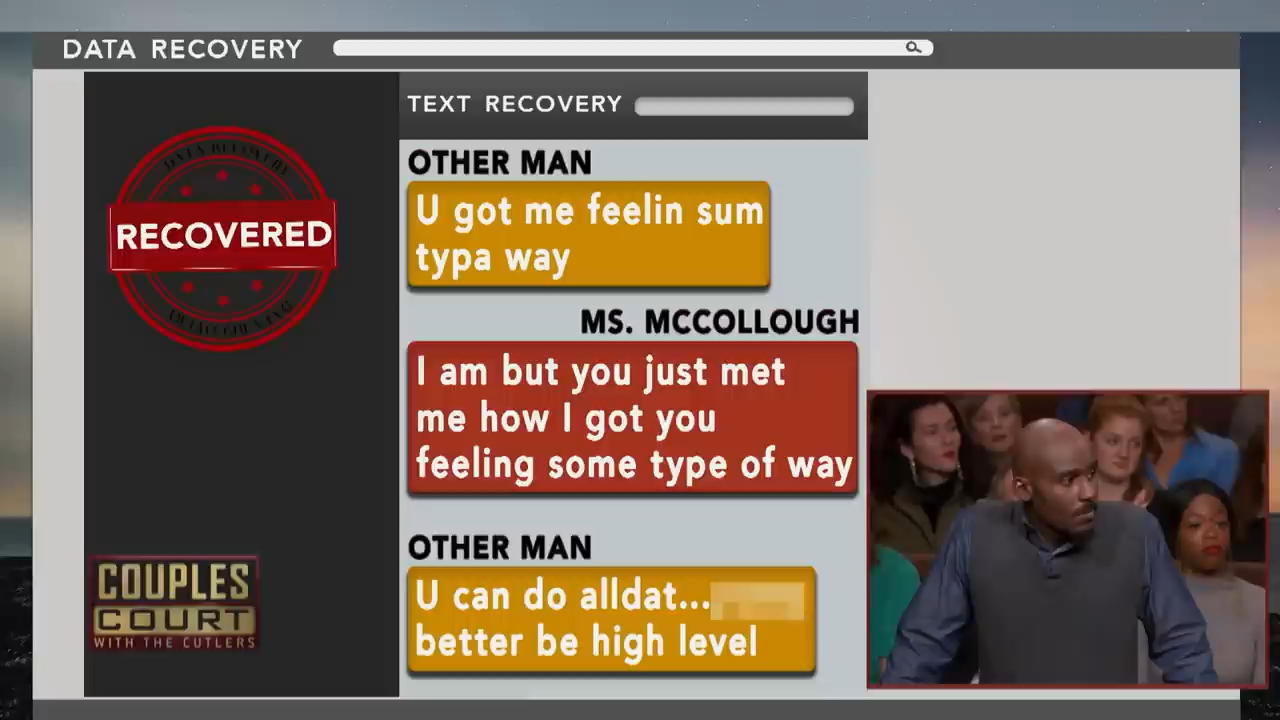 DATA RECOVERY
TEXT RECOVERY
DATA RECOVERY
RECOVERED
OTHER MAN
U got me feelin sum
typa way
MS. MCCOLLOUGH
I am but you just met
me how I got you
feeling some type of way
OTHER MAN
U can do alldat...
better be high level
COUPLES
COURT
WITH THE CUTLERS